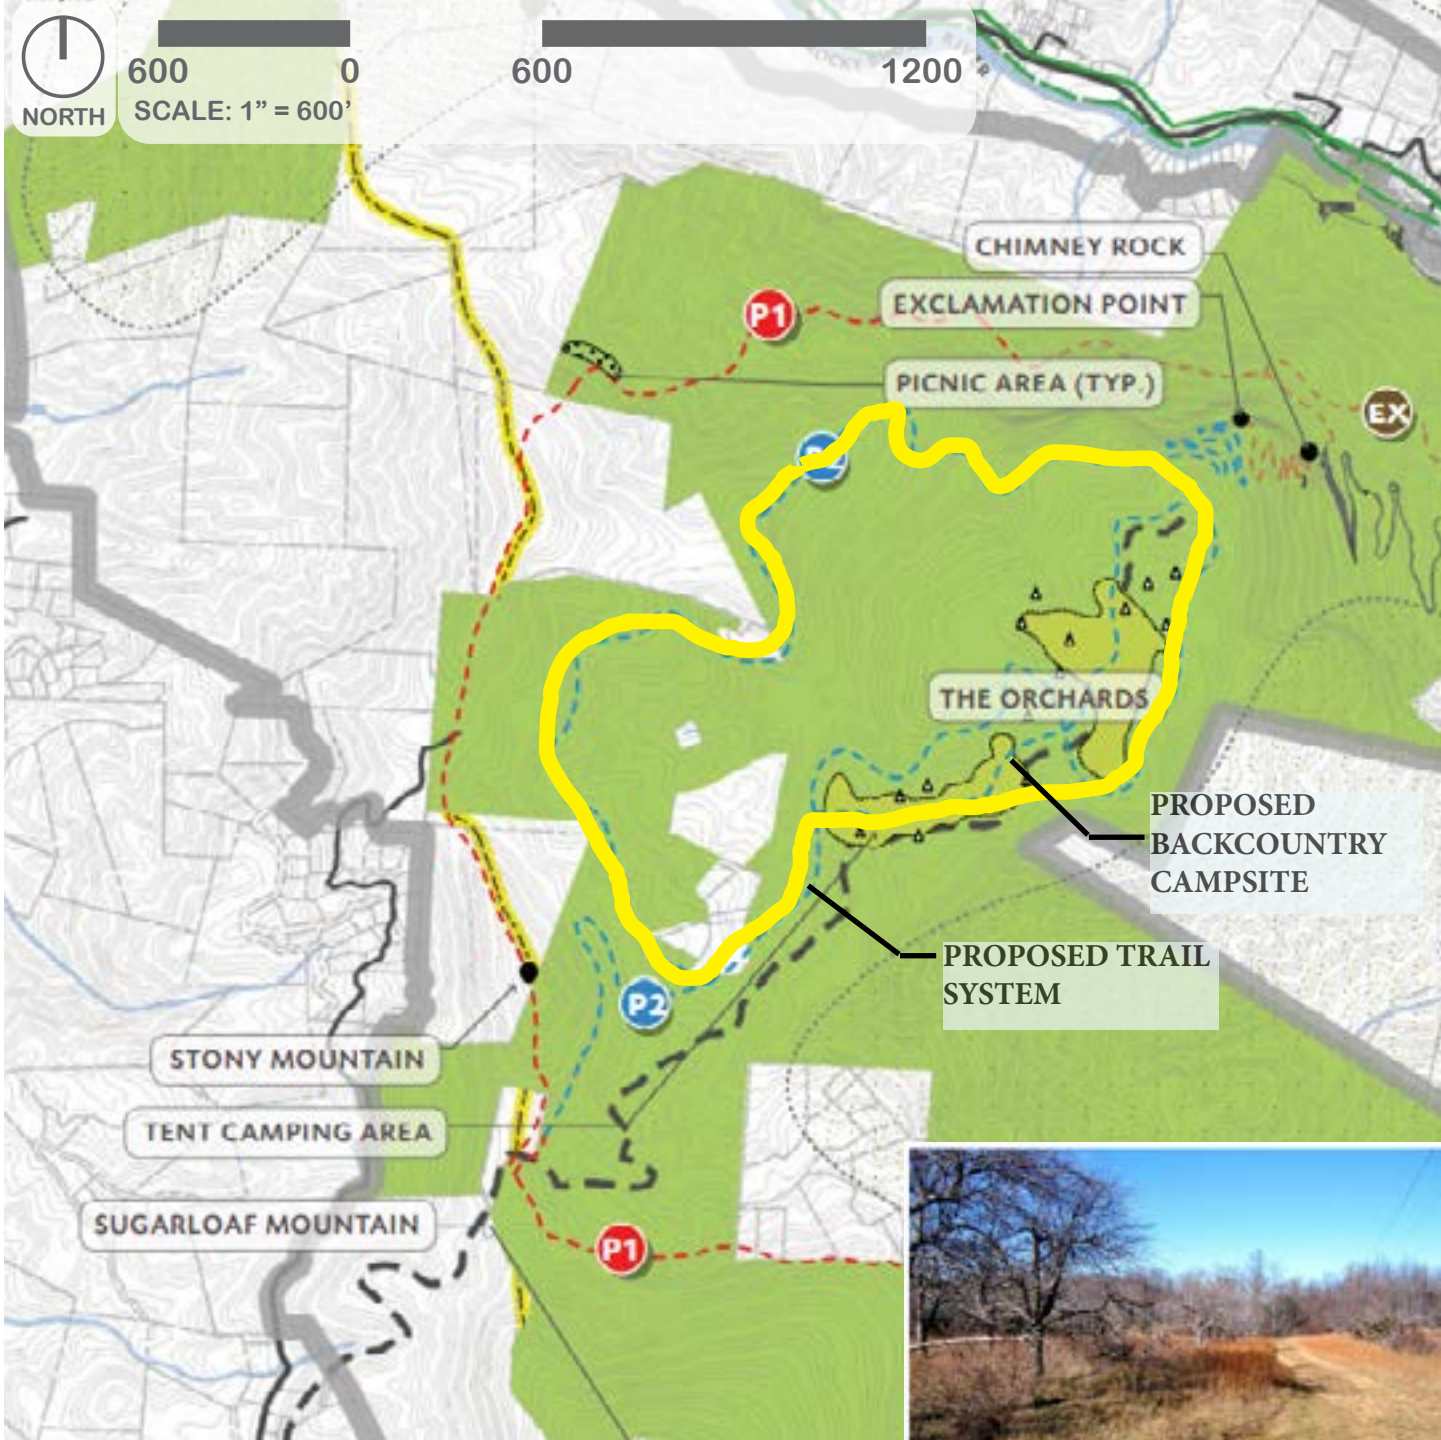 600
0
600
1200
NORTH
SCALE: 1” = 600’
RIVER
CHIMNEY ROCK
EXCLAMATION POINT
P1
PICNIC AREA (TYP.)
EX
THE ORCHARDS
PROPOSED
BACKCOUNTRY
CAMPSITE
PROPOSED TRAIL
SYSTEM
P2
STONY MOUNTAIN
TENT CAMPING AREA
SUGARLOAF MOUNTAIN
P1